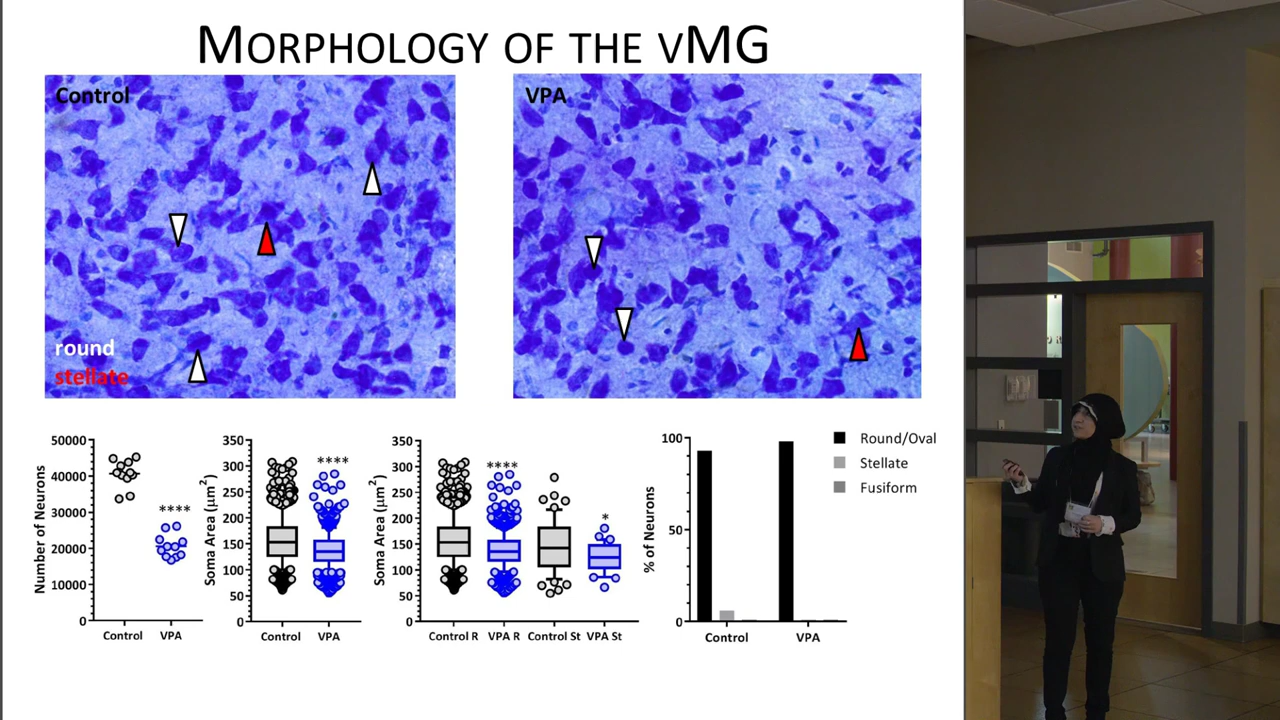 MORPHOLOGY OF THE VMG
Control
VPA
round
stellate
50000
40000
30000
20000
10000
0
Number of Neurons
****
Control
VPA
350
300
250
200
150
100
50
0
Soma Area (μm²)
****
Control
VPA
350
300
250
200
150
100
50
0
Soma Area (μm²)
****
*
Control R
VPA R
Control St
VPA St
100
50
0
% of Neurons
Control
VPA
Round/Oval
Stellate
Fusiform